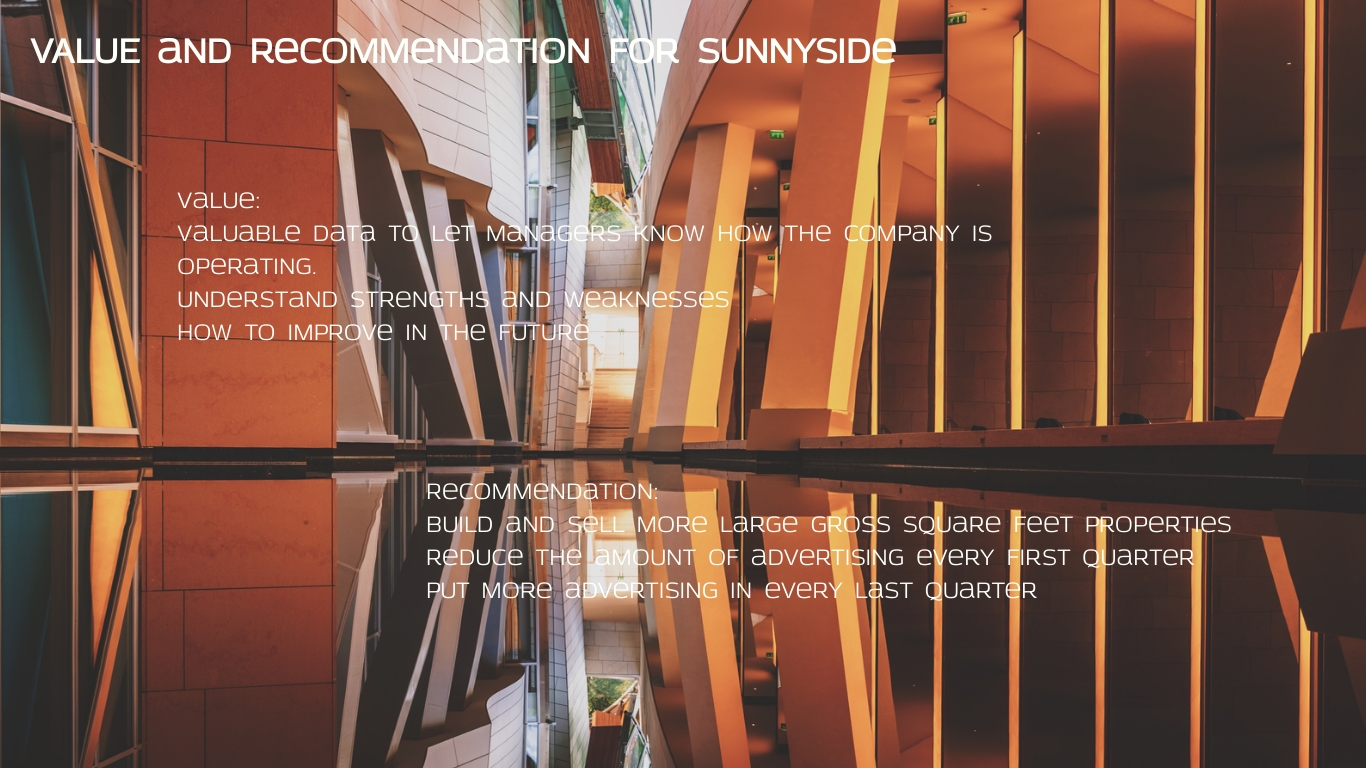 VALUE AND RECOMMENDATION FOR SUNNYSIDE
VALUE:
VALUABLE DATA TO LET MANAGERS KNOW HOW THE COMPANY IS
OPERATING.
UNDERSTAND STRENGTHS AND WEAKNESSES
HOW TO IMPROVE IN THE FUTURE
RECOMMENDATION:
BUILD AND SELL MORE LARGE GROSS SQUARE FEET PROPERTIES
REDUCE THE AMOUNT OF ADVERTISING EVERY FIRST QUARTER
PUT MORE ADVERTISING IN EVERY LAST QUARTER